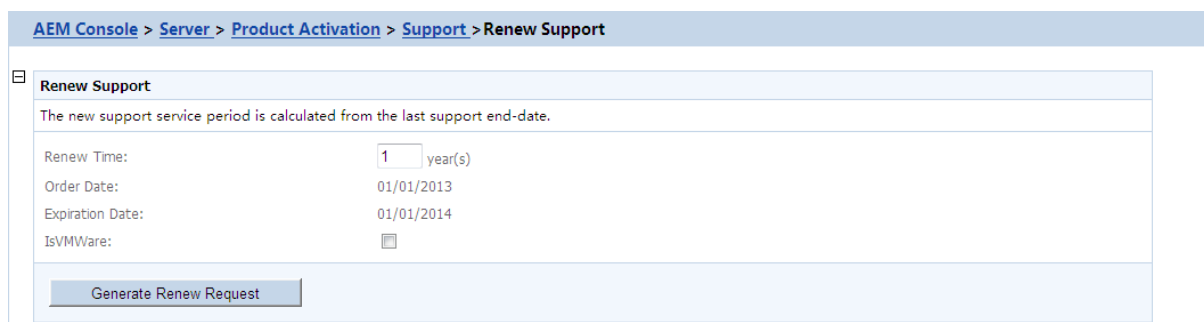 AEM Console > Server > Product Activation > Support >Renew Support
Renew Support
The new support service period is calculated from the last support end-date.
Renew Time: 1 year(s)
Order Date: 01/01/2013
Expiration Date: 01/01/2014
IsVMWare:
Generate Renew Request